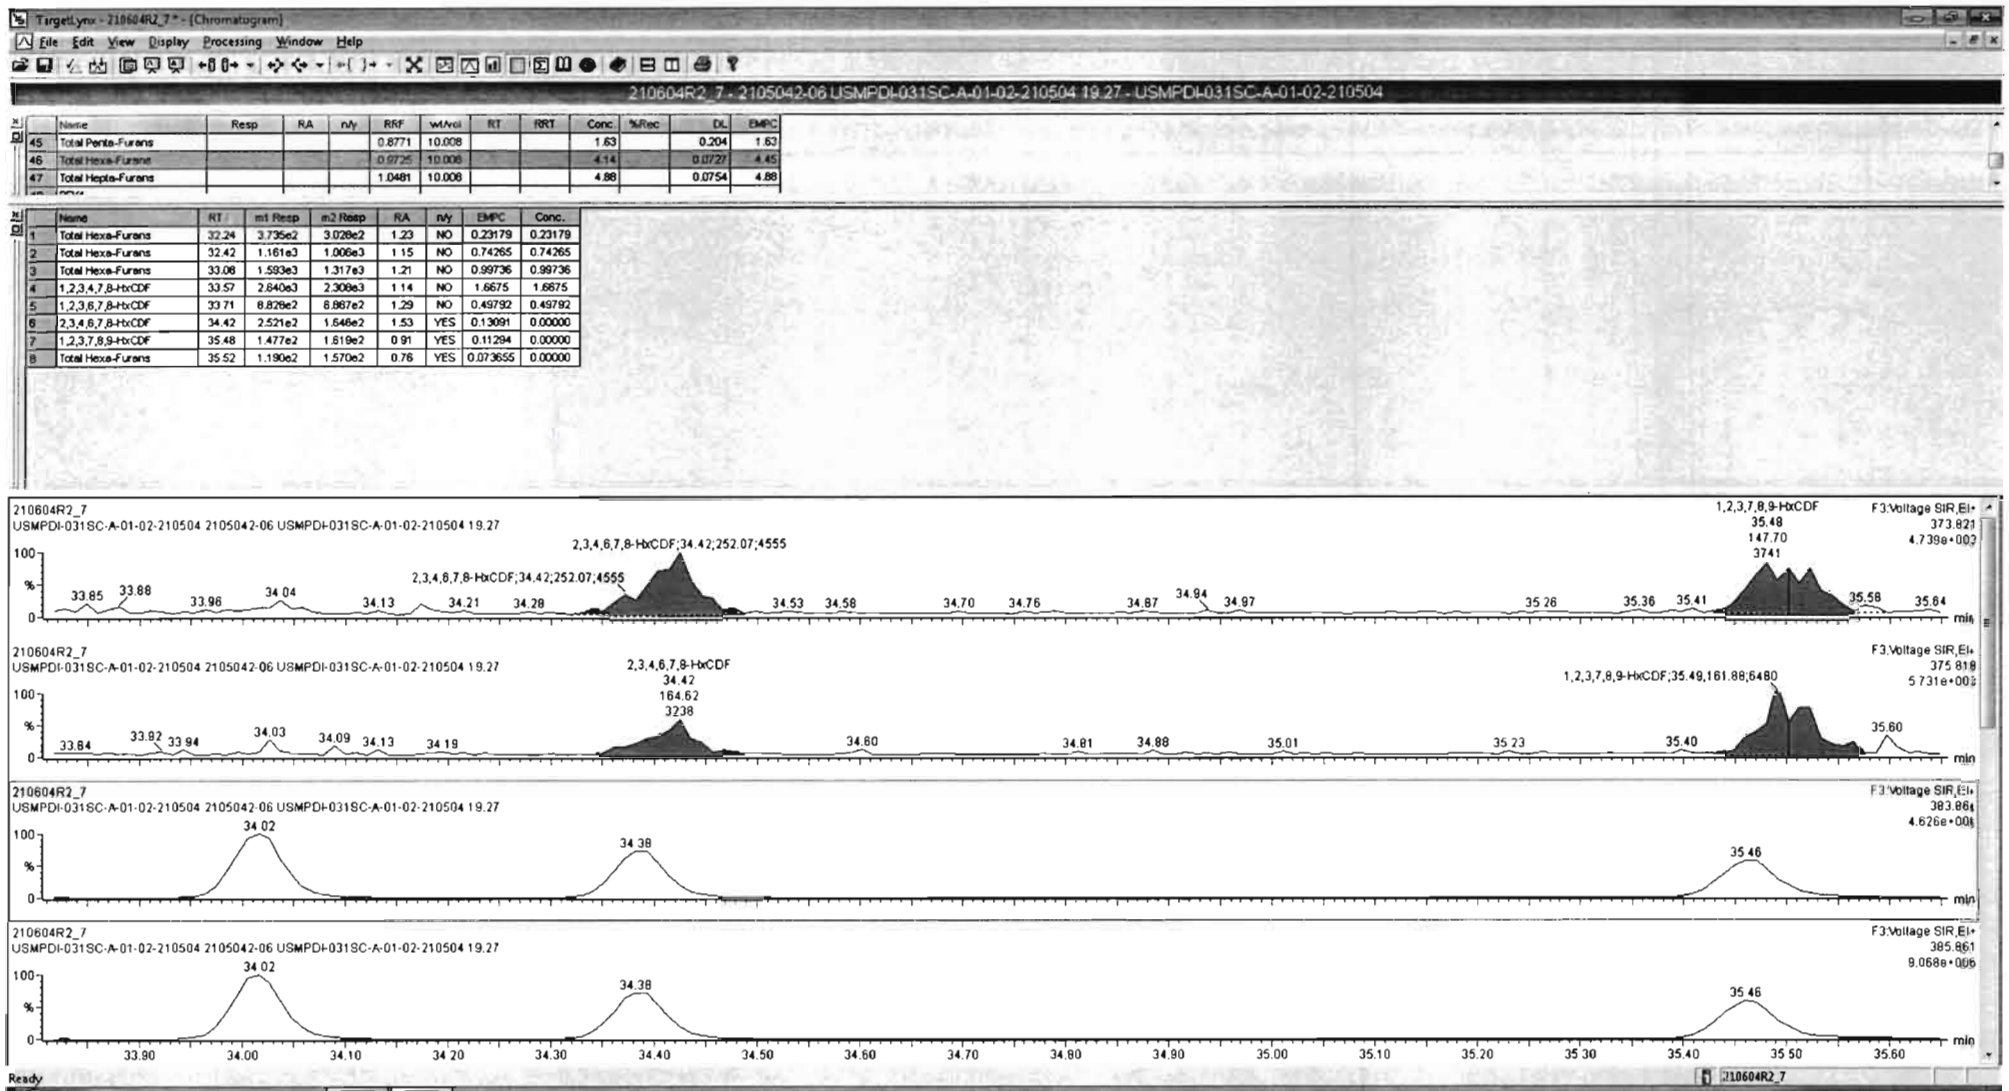 TargetLynx - 210604R2_7 * - [Chromatogram]
File Edit View Display Processing Window Help
210604R2_7 - 2105042-06 USMPDI-031SC-A-01-02-210504 19.27 - USMPDI-031SC-A-01-02-210504
Name Resp RA n/y RRF wt/vol RT RRT Conc. %Rec DL EMPC
45 Total Penta-Furans 0.8771 10.008 1.63 0.204 1.63
46 Total Hexa-Furans 0.9725 10.008 4.14 0.0727 4.45
47 Total Hepta-Furans 1.0481 10.008 4.88 0.0754 4.88
Name RT m1 Resp m2 Resp RA n/y EMPC Conc.
1 Total Hexa-Furans 32.24 3.735e2 3.028e2 1.23 NO 0.23179 0.23179
2 Total Hexa-Furans 32.42 1.161e3 1.006e3 1.15 NO 0.74265 0.74265
3 Total Hexa-Furans 33.08 1.593e3 1.317e3 1.21 NO 0.99736 0.99736
4 1,2,3,4,7,8-HxCDF 33.57 2.640e3 2.308e3 1.14 NO 1.6675 1.6675
5 1,2,3,6,7,8-HxCDF 33.71 8.828e2 6.867e2 1.29 NO 0.49792 0.49792
6 2,3,4,6,7,8-HxCDF 34.42 2.521e2 1.646e2 1.53 YES 0.13091 0.00000
7 1,2,3,7,8,9-HxCDF 35.48 1.477e2 1.619e2 0.91 YES 0.11294 0.00000
8 Total Hexa-Furans 35.52 1.190e2 1.570e2 0.76 YES 0.073655 0.00000
210604R2_7
USMPDI-031SC-A-01-02-210504 2105042-06 USMPDI-031SC-A-01-02-210504 19.27
F3:Voltage SIR,EI+
373.821
4.739e+003
1,2,3,7,8,9-HxCDF
35.48
147.70
3741
2,3,4,6,7,8-HxCDF;34.42;252.07;4555
2,3,4,6,7,8-HxCDF;34.42;252.07;4555
100
%
0
33.85 33.88 33.96 34.04 34.13 34.21 34.28 34.53 34.58 34.70 34.76 34.87 34.94 34.97 35.26 35.36 35.41 35.58 35.64
min
210604R2_7
USMPDI-031SC-A-01-02-210504 2105042-06 USMPDI-031SC-A-01-02-210504 19.27
F3:Voltage SIR,EI+
375.818
5.731e+003
2,3,4,6,7,8-HxCDF
34.42
164.62
3238
1,2,3,7,8,9-HxCDF;35.49;161.88;6480
100
%
0
33.84 33.92 33.94 34.03 34.09 34.13 34.19 34.60 34.81 34.88 35.01 35.23 35.40 35.60
min
210604R2_7
USMPDI-031SC-A-01-02-210504 2105042-06 USMPDI-031SC-A-01-02-210504 19.27
F3:Voltage SIR,EI+
383.864
4.626e+006
100
%
0
34.02 34.38 35.46
min
210604R2_7
USMPDI-031SC-A-01-02-210504 2105042-06 USMPDI-031SC-A-01-02-210504 19.27
F3:Voltage SIR,EI+
385.861
9.068e+006
100
%
0
34.02 34.38 35.46
min
33.90 34.00 34.10 34.20 34.30 34.40 34.50 34.60 34.70 34.80 34.90 35.00 35.10 35.20 35.30 35.40 35.50 35.60
Ready
210604R2_7